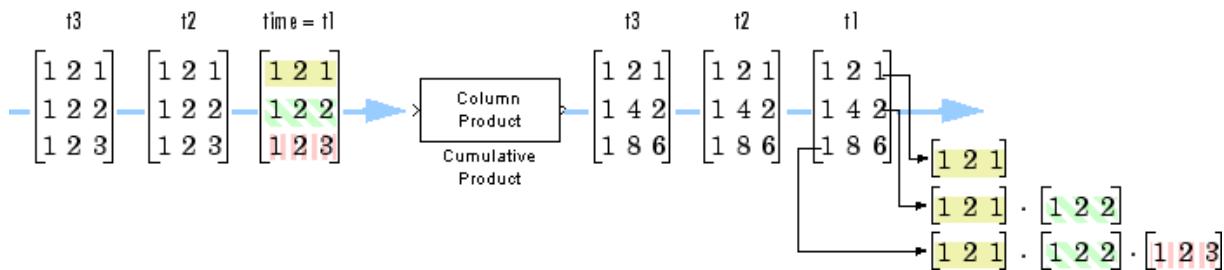 t3 t2 time = t1 t3 t2 t1
1 2 1 1 2 1 1 2 1 1 2 1 1 2 1 1 2 1
1 2 2 1 2 2 1 2 2 Column Product 1 4 2 1 4 2 1 4 2
1 2 3 1 2 3 1 2 3 1 8 6 1 8 6 1 8 6
Cumulative
Product
[1 2 1]
[1 2 1] . [1 2 2]
[1 2 1] . [1 2 2] . [1 2 3]